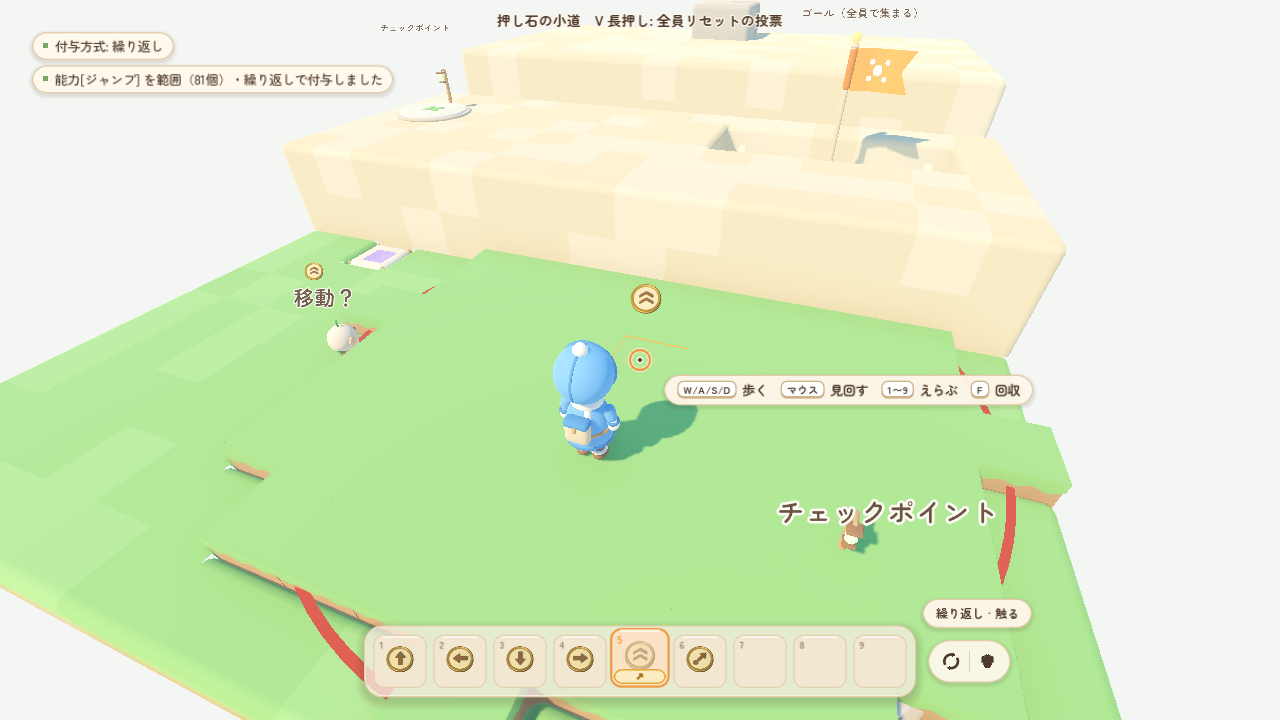 押し石の小道　V 長押し: 全員リセットの投票
ゴール（全員で集まる）
チェックポイント
付与方式: 繰り返し
能力[ジャンプ] を範囲（81個）・繰り返しで付与しました
移動？
W/A/S/D 歩く マウス 見回す 1〜9 えらぶ F 回収
チェックポイント
繰り返し · 触る
1 2 3 4 5 6 7 8 9